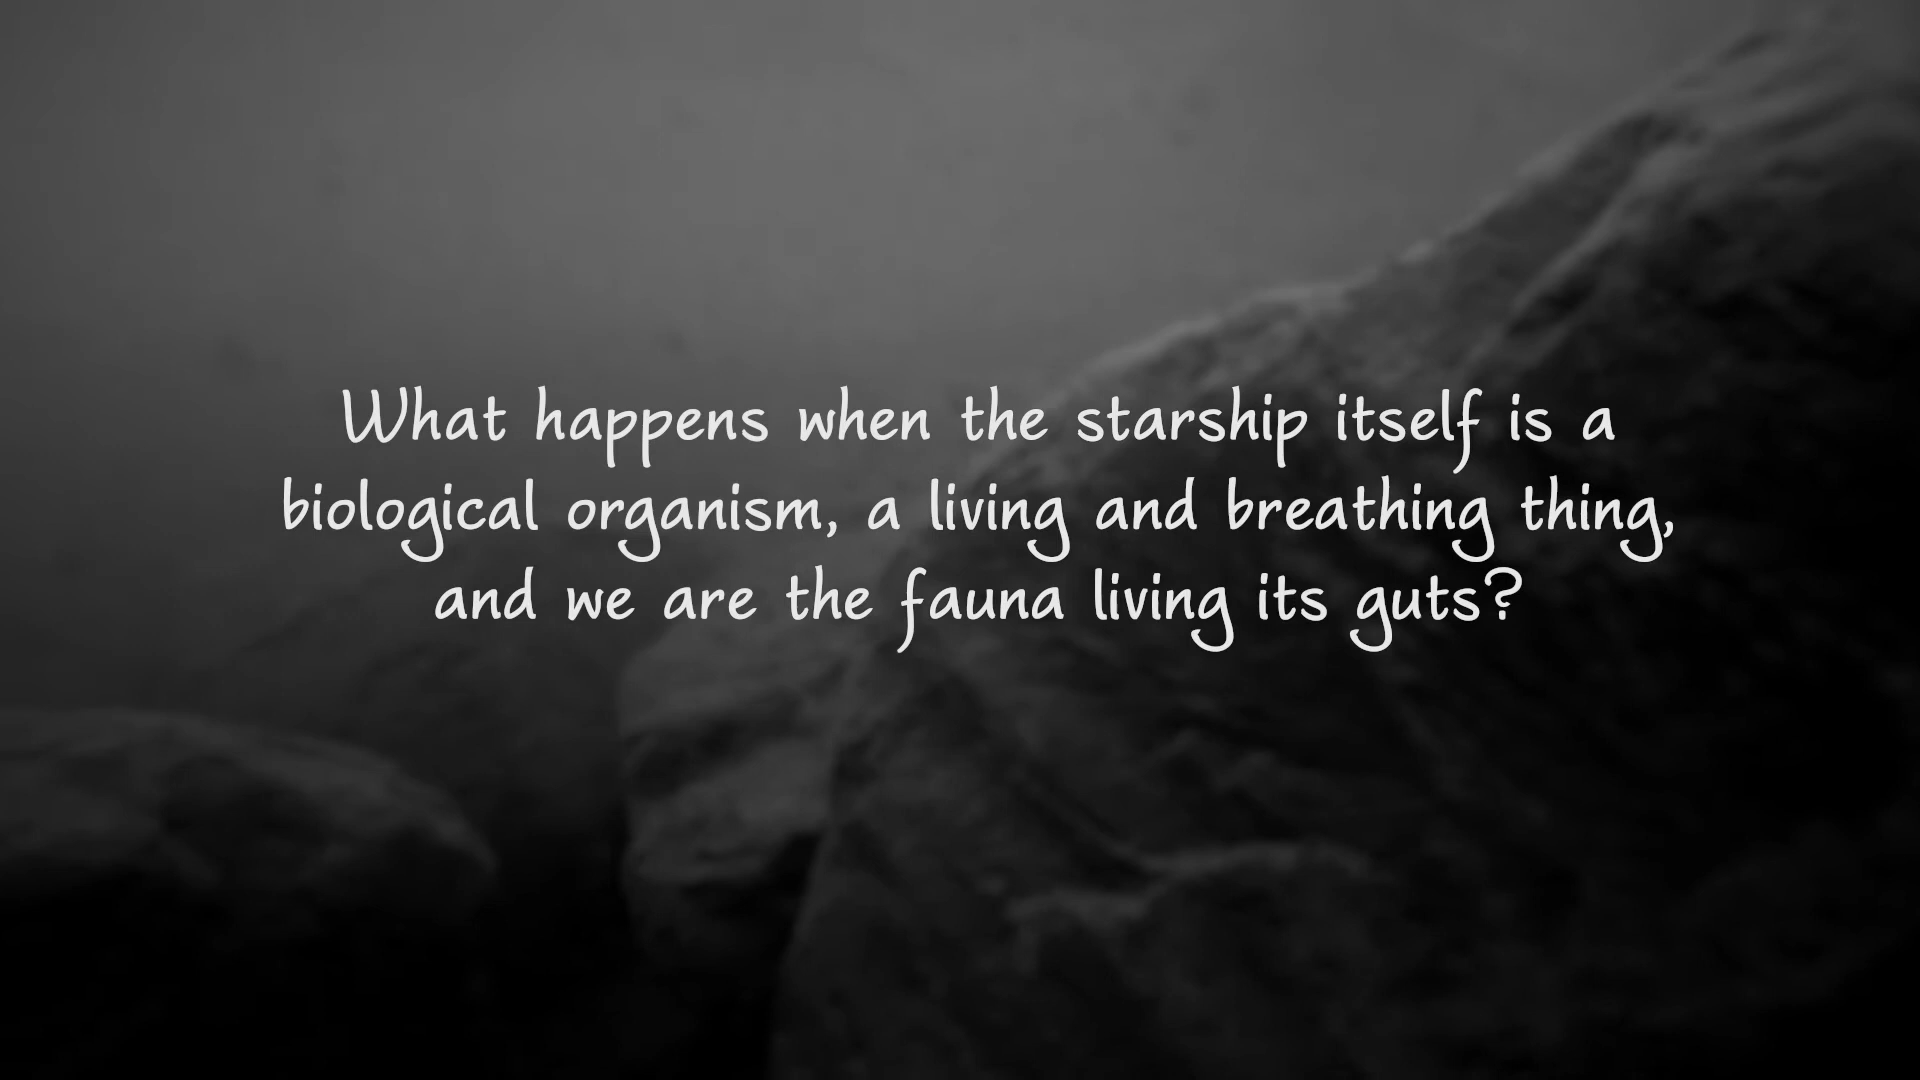 What happens when the starship itself is a
biological organism, a living and breathing thing,
and we are the fauna living its guts?